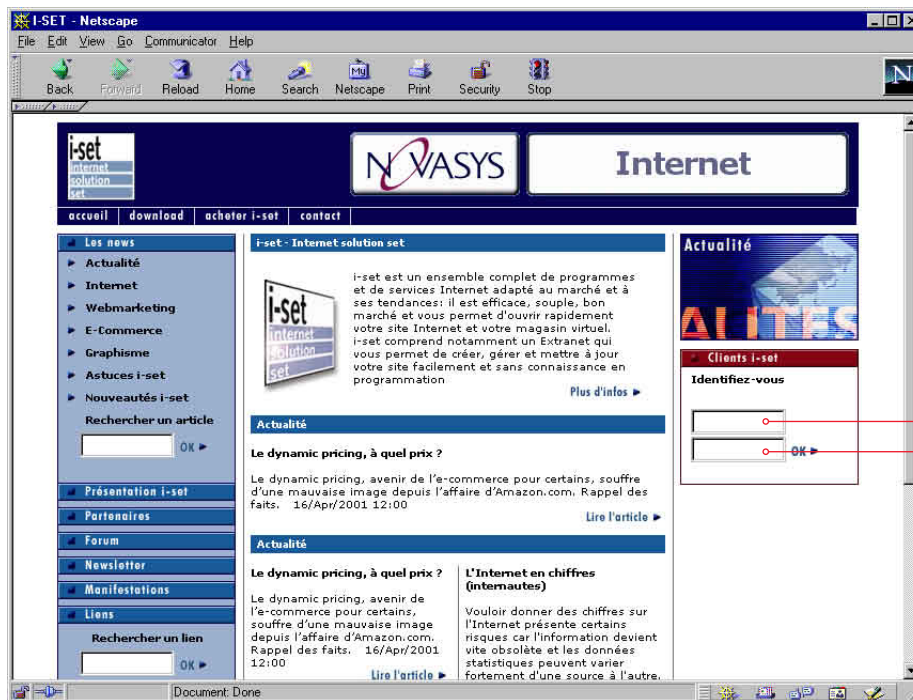 I-SET - Netscape
File Edit View Go Communicator Help
Back Forward Reload Home Search Netscape Print Security Stop
My
N
i-set
internet
solution
set
NOVASYS
Internet
accueil download acheter i-set contact
Les news
Actualité
Internet
Webmarketing
E-Commerce
Graphisme
Astuces i-set
Nouveautés i-set
Rechercher un article
OK
Présentation i-set
Partenaires
Forum
Newsletter
Manifestations
Liens
Rechercher un lien
OK
i-set - Internet solution set
i-set
internet
solution
set
i-set est un ensemble complet de programmes
et de services Internet adapté au marché et à
ses tendances: il est efficace, souple, bon
marché et vous permet d'ouvrir rapidement
votre site Internet et votre magasin virtuel.
i-set comprend notamment un Extranet qui
vous permet de créer, gérer et mettre à jour
votre site facilement et sans connaissance en
programmation
Plus d'infos
Actualité
Le dynamic pricing, à quel prix ?
Le dynamic pricing, avenir de l'e-commerce pour certains, souffre
d'une mauvaise image depuis l'affaire d'Amazon.com. Rappel des
faits. 16/Apr/2001 12:00
Lire l'article
Actualité
Le dynamic pricing, à quel prix ?
Le dynamic pricing, avenir de
l'e-commerce pour certains,
souffre d'une mauvaise image
depuis l'affaire d'Amazon.com.
Rappel des faits. 16/Apr/2001
12:00
Lire l'article
L'Internet en chiffres
(internautes)
Vouloir donner des chiffres sur
l'Internet présente certains
risques car l'information devient
vite obsolète et les données
statistiques peuvent varier
fortement d'une source à l'autre.
Actualité
ALITES
Clients i-set
Identifiez-vous
OK
Document: Done